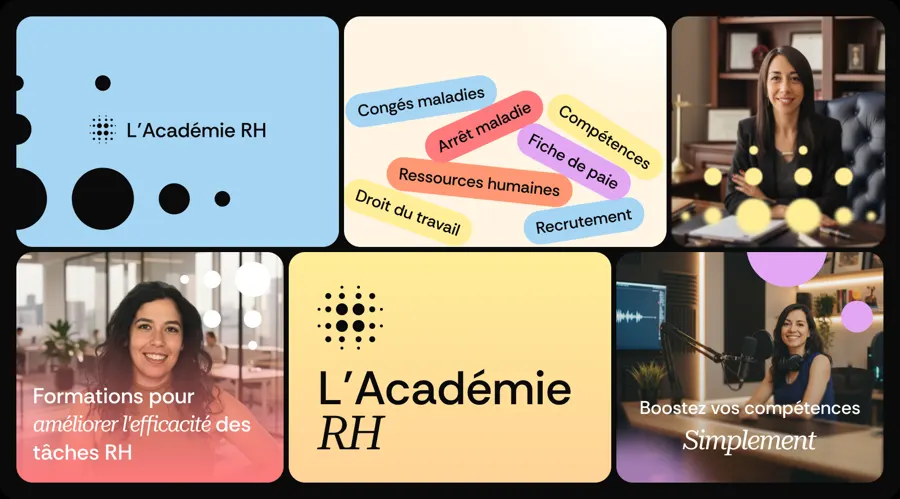 L'Académie RH
Congés maladies
Arrêt maladie
Compétences
Fiche de paie
Ressources humaines
Droit du travail
Recrutement
Formations pour
améliorer l'efficacité des
tâches RH
L'Académie
RH
Boostez vos compétences
Simplement